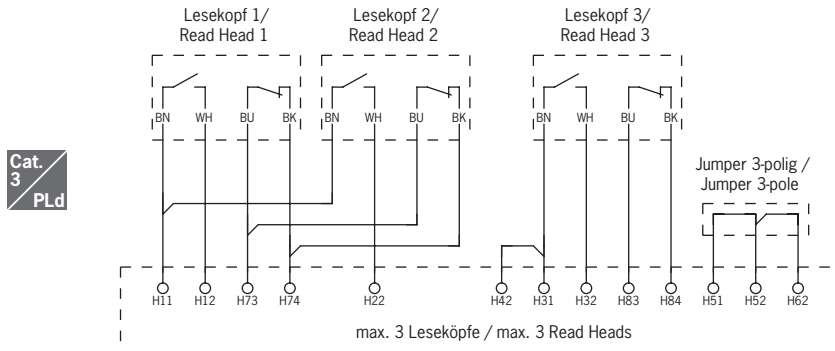 Lesekopf 1/
Read Head 1
Lesekopf 2/
Read Head 2
Lesekopf 3/
Read Head 3
BN WH BU BK BN WH BU BK BN WH BU BK
Cat.
3
PLd
Jumper 3-polig /
Jumper 3-pole
H11 H12 H73 H74 H22 H42 H31 H32 H83 H84 H51 H52 H62
max. 3 Leseköpfe / max. 3 Read Heads